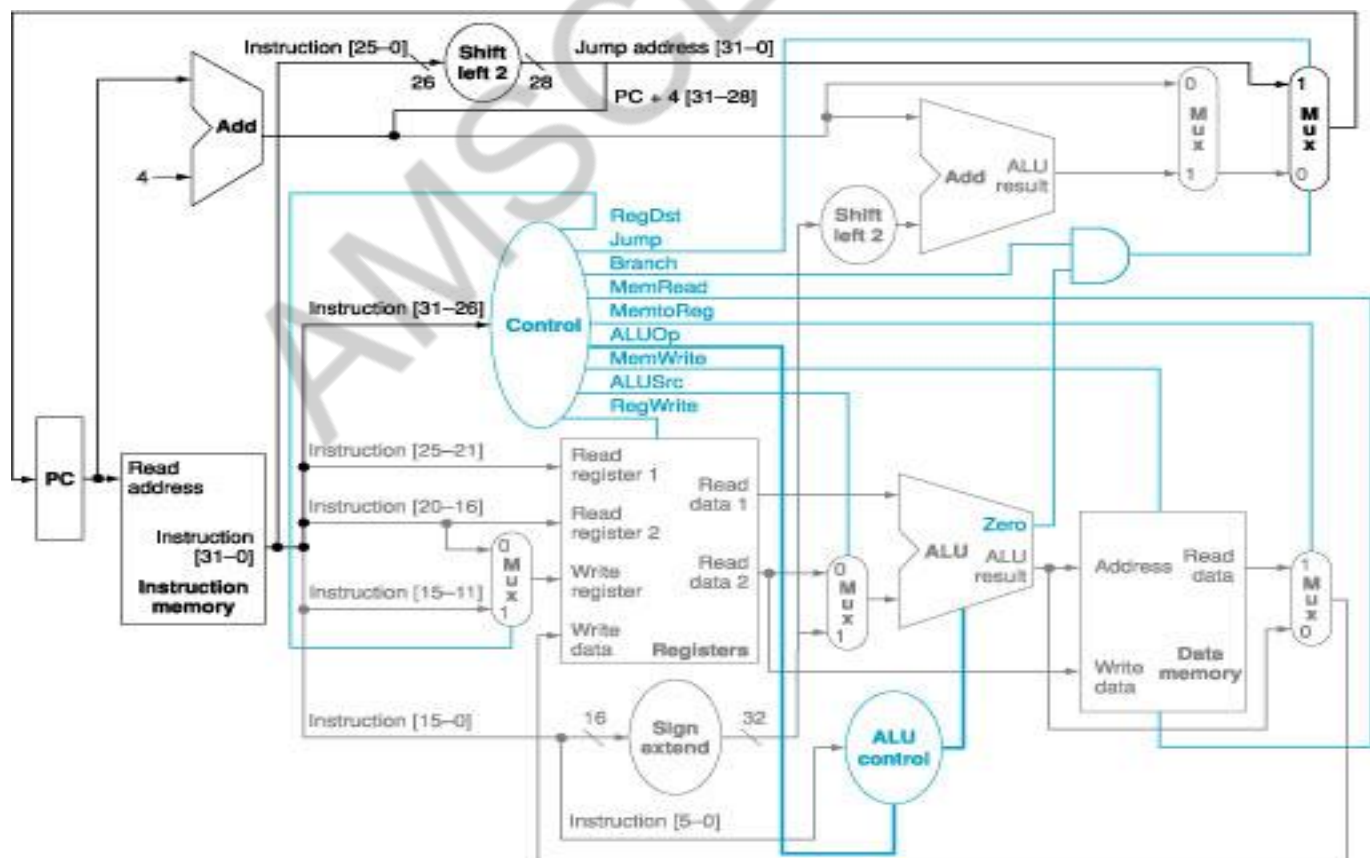 Instruction [25–0]
Shift
left 2
Jump address [31–0]
26
28
PC + 4 [31–28]
Add
4
0
M
u
x
1
1
M
u
x
0
Add
ALU
result
Shift
left 2
RegDst
Jump
Branch
MemRead
MemtoReg
ALUOp
MemWrite
ALUSrc
RegWrite
Instruction [31–26]
Control
PC
Read
address
Instruction
[31–0]
Instruction
memory
Instruction [25–21]
Instruction [20–16]
Instruction [15–11]
0
M
u
x
1
Read
register 1
Read
register 2
Write
register
Write
data
Read
data 1
Read
data 2
Registers
0
M
u
x
1
Zero
ALU
ALU
result
Address
Read
data
Write
data
Data
memory
1
M
u
x
0
Instruction [15–0]
16
Sign
extend
32
ALU
control
Instruction [5–0]